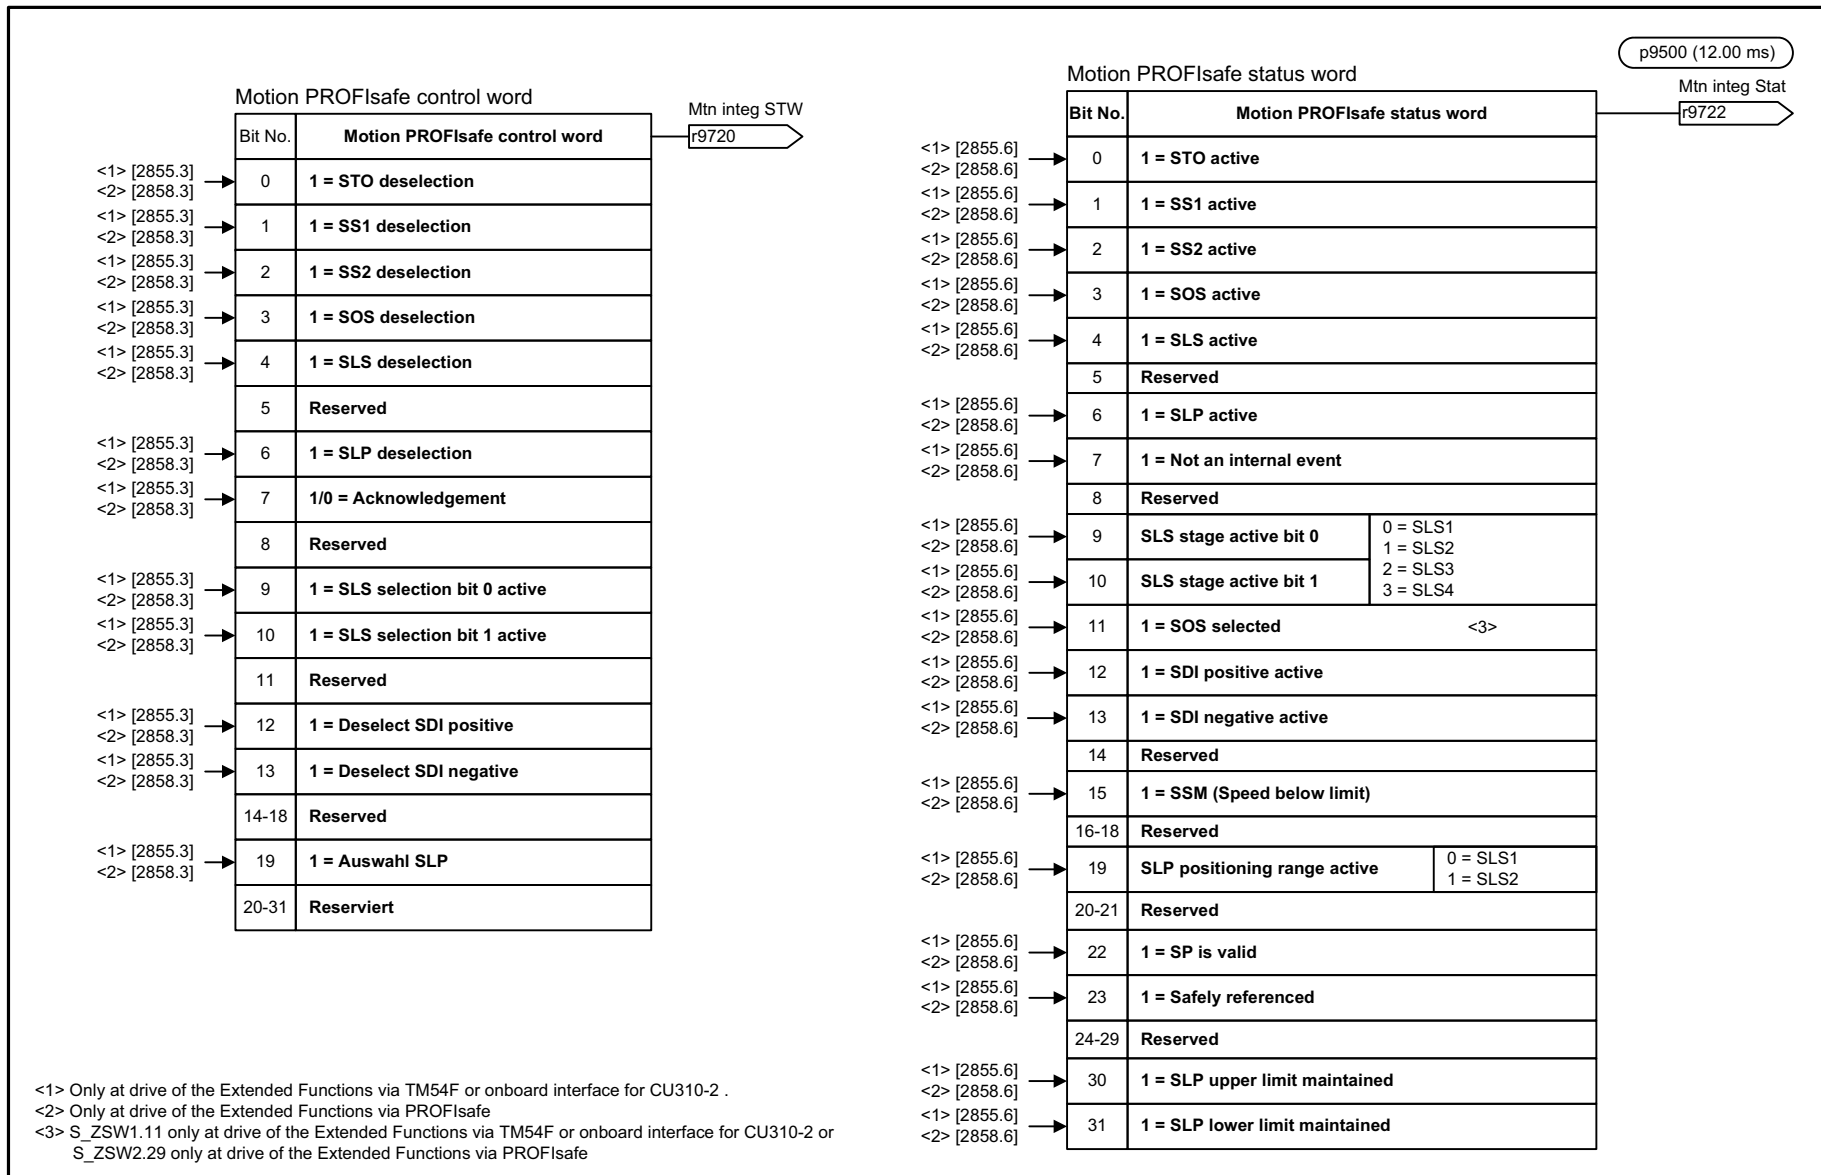 p9500 (12.00 ms)
Motion PROFIsafe control word
Mtn integ STW
r9720
Bit No. Motion PROFIsafe control word
<1> [2855.3]
<2> [2858.3]
0 1 = STO deselection
<1> [2855.3]
<2> [2858.3]
1 1 = SS1 deselection
<1> [2855.3]
<2> [2858.3]
2 1 = SS2 deselection
<1> [2855.3]
<2> [2858.3]
3 1 = SOS deselection
<1> [2855.3]
<2> [2858.3]
4 1 = SLS deselection
5 Reserved
<1> [2855.3]
<2> [2858.3]
6 1 = SLP deselection
<1> [2855.3]
<2> [2858.3]
7 1/0 = Acknowledgement
8 Reserved
<1> [2855.3]
<2> [2858.3]
9 1 = SLS selection bit 0 active
<1> [2855.3]
<2> [2858.3]
10 1 = SLS selection bit 1 active
11 Reserved
<1> [2855.3]
<2> [2858.3]
12 1 = Deselect SDI positive
<1> [2855.3]
<2> [2858.3]
13 1 = Deselect SDI negative
14-18 Reserved
<1> [2855.3]
<2> [2858.3]
19 1 = Auswahl SLP
20-31 Reserviert
Motion PROFIsafe status word
Mtn integ Stat
r9722
Bit No. Motion PROFIsafe status word
<1> [2855.6]
<2> [2858.6]
0 1 = STO active
<1> [2855.6]
<2> [2858.6]
1 1 = SS1 active
<1> [2855.6]
<2> [2858.6]
2 1 = SS2 active
<1> [2855.6]
<2> [2858.6]
3 1 = SOS active
<1> [2855.6]
<2> [2858.6]
4 1 = SLS active
5 Reserved
<1> [2855.6]
<2> [2858.6]
6 1 = SLP active
<1> [2855.6]
<2> [2858.6]
7 1 = Not an internal event
8 Reserved
<1> [2855.6]
<2> [2858.6]
9 SLS stage active bit 0
0 = SLS1
1 = SLS2
<1> [2855.6]
<2> [2858.6]
10 SLS stage active bit 1
2 = SLS3
3 = SLS4
<1> [2855.6]
<2> [2858.6]
11 1 = SOS selected <3>
<1> [2855.6]
<2> [2858.6]
12 1 = SDI positive active
<1> [2855.6]
<2> [2858.6]
13 1 = SDI negative active
14 Reserved
<1> [2855.6]
<2> [2858.6]
15 1 = SSM (Speed below limit)
16-18 Reserved
<1> [2855.6]
<2> [2858.6]
19 SLP positioning range active
0 = SLS1
1 = SLS2
20-21 Reserved
<1> [2855.6]
<2> [2858.6]
22 1 = SP is valid
<1> [2855.6]
<2> [2858.6]
23 1 = Safely referenced
24-29 Reserved
<1> [2855.6]
<2> [2858.6]
30 1 = SLP upper limit maintained
<1> [2855.6]
<2> [2858.6]
31 1 = SLP lower limit maintained
<1> Only at drive of the Extended Functions via TM54F or onboard interface for CU310-2 .
<2> Only at drive of the Extended Functions via PROFIsafe
<3> S_ZSW1.11 only at drive of the Extended Functions via TM54F or onboard interface for CU310-2 or
S_ZSW2.29 only at drive of the Extended Functions via PROFIsafe